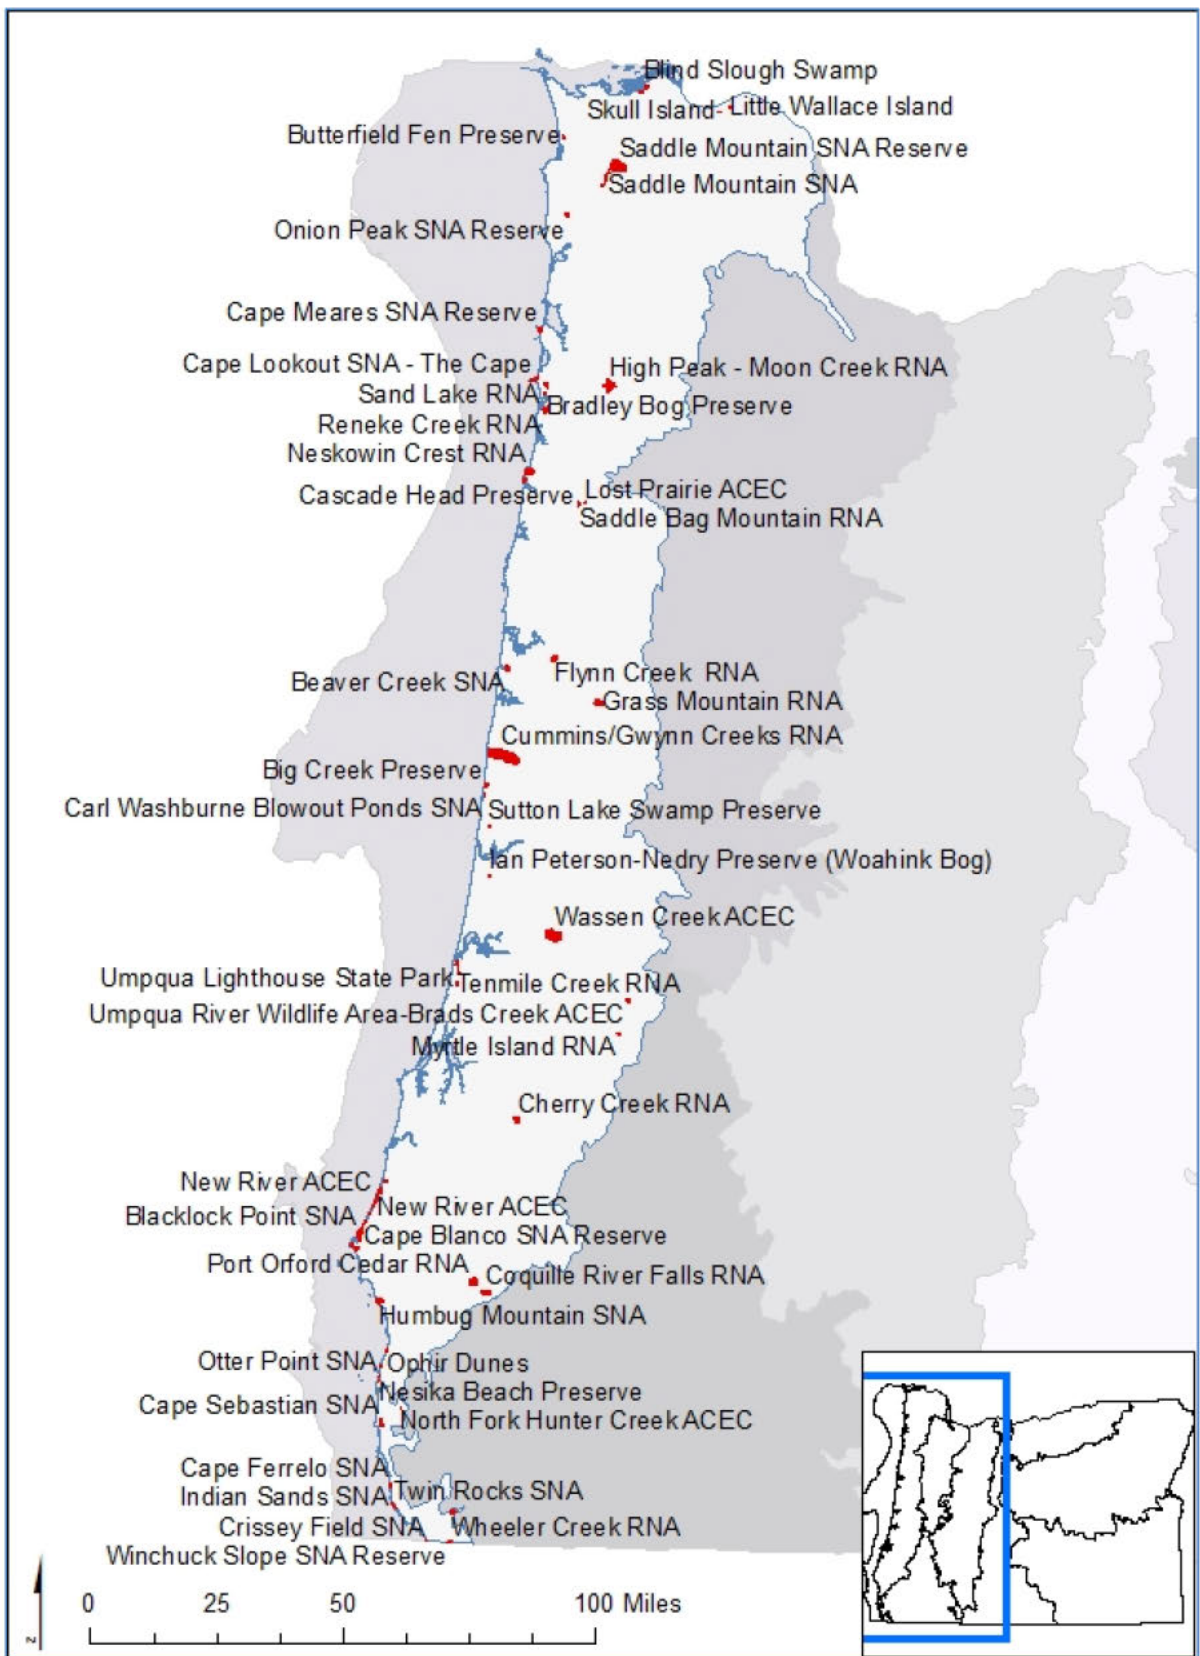 Blind Slough Swamp
Skull Island
Little Wallace Island
Butterfield Fen Preserve
Saddle Mountain SNA Reserve
Saddle Mountain SNA
Onion Peak SNA Reserve
Cape Meares SNA Reserve
Cape Lookout SNA - The Cape
High Peak - Moon Creek RNA
Sand Lake RNA
Bradley Bog Preserve
Reneke Creek RNA
Neskowin Crest RNA
Cascade Head Preserve
Lost Prairie ACEC
Saddle Bag Mountain RNA
Flynn Creek RNA
Beaver Creek SNA
Grass Mountain RNA
Cummins/Gwynn Creeks RNA
Big Creek Preserve
Carl Washburne Blowout Ponds SNA
Sutton Lake Swamp Preserve
Ian Peterson-Nedry Preserve (Woahink Bog)
Wassen Creek ACEC
Umpqua Lighthouse State Park
Tenmile Creek RNA
Umpqua River Wildlife Area-Brads Creek ACEC
Myrtle Island RNA
Cherry Creek RNA
New River ACEC
New River ACEC
Blacklock Point SNA
Cape Blanco SNA Reserve
Port Orford Cedar RNA
Coquille River Falls RNA
Humbug Mountain SNA
Otter Point SNA
Ophir Dunes
Nesika Beach Preserve
Cape Sebastian SNA
North Fork Hunter Creek ACEC
Cape Ferrelo SNA
Twin Rocks SNA
Indian Sands SNA
Crissey Field SNA
Wheeler Creek RNA
Winchuck Slope SNA Reserve
0 25 50 100 Miles
N